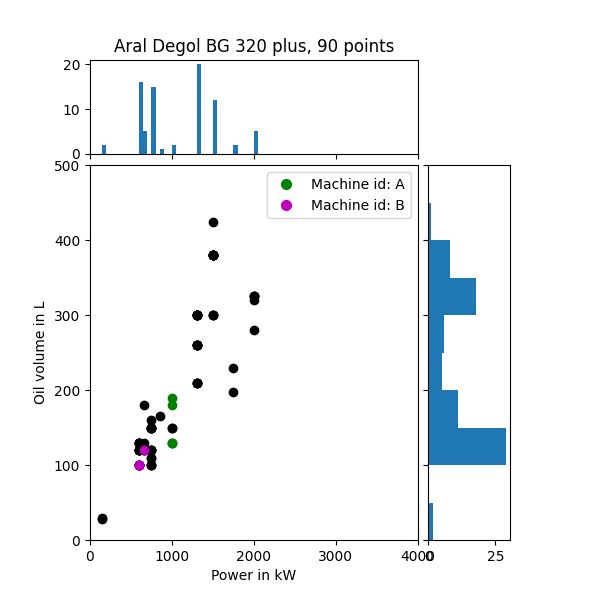 Aral Degol BG 320 plus, 90 points
20
10
0
500
400
300
200
100
0
Oil volume in L
Machine id: A
Machine id: B
0 1000 2000 3000 4000
Power in kW
0 25